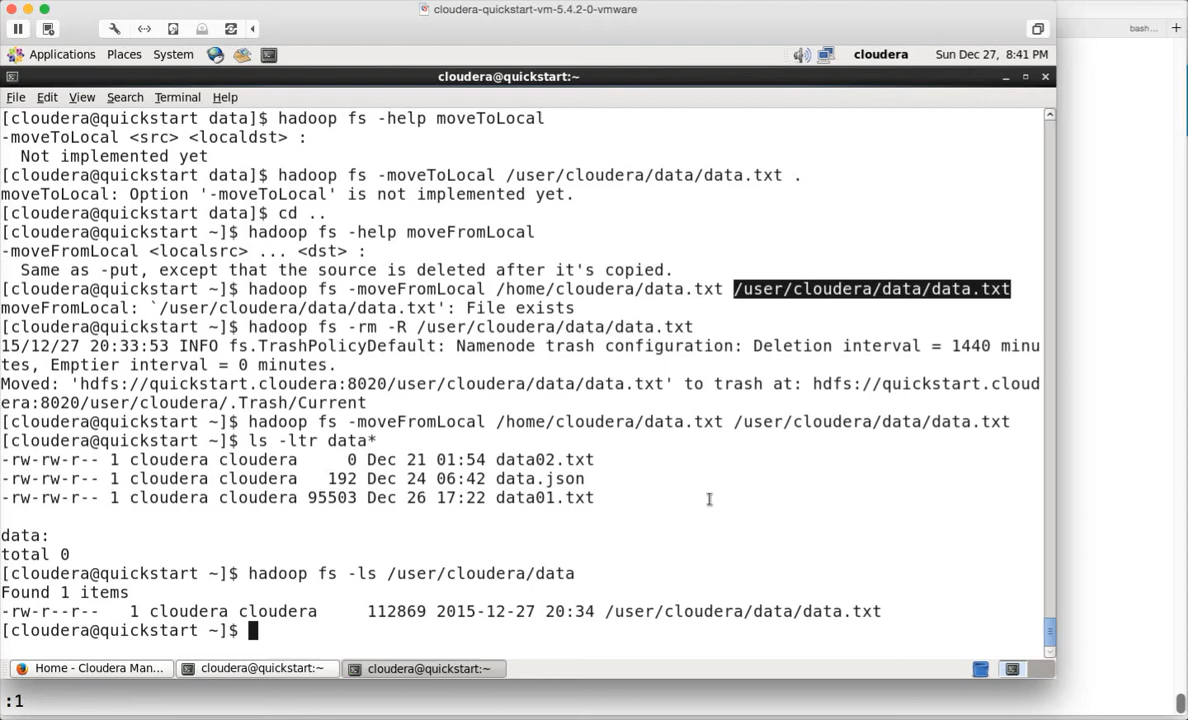 cloudera-quickstart-vm-5.4.2-0-vmware
bash...
Applications Places System cloudera Sun Dec 27, 8:41 PM
cloudera@quickstart:~
File Edit View Search Terminal Help
[cloudera@quickstart data]$ hadoop fs -help moveToLocal
-moveToLocal <src> <localdst> :
  Not implemented yet
[cloudera@quickstart data]$ hadoop fs -moveToLocal /user/cloudera/data/data.txt .
moveToLocal: Option '-moveToLocal' is not implemented yet.
[cloudera@quickstart data]$ cd ..
[cloudera@quickstart ~]$ hadoop fs -help moveFromLocal
-moveFromLocal <localsrc> ... <dst> :
  Same as -put, except that the source is deleted after it's copied.
[cloudera@quickstart ~]$ hadoop fs -moveFromLocal /home/cloudera/data.txt /user/cloudera/data/data.txt
moveFromLocal: `/user/cloudera/data/data.txt': File exists
[cloudera@quickstart ~]$ hadoop fs -rm -R /user/cloudera/data/data.txt
15/12/27 20:33:53 INFO fs.TrashPolicyDefault: Namenode trash configuration: Deletion interval = 1440 minu
tes, Emptier interval = 0 minutes.
Moved: 'hdfs://quickstart.cloudera:8020/user/cloudera/data/data.txt' to trash at: hdfs://quickstart.cloud
era:8020/user/cloudera/.Trash/Current
[cloudera@quickstart ~]$ hadoop fs -moveFromLocal /home/cloudera/data.txt /user/cloudera/data/data.txt
[cloudera@quickstart ~]$ ls -ltr data*
-rw-rw-r-- 1 cloudera cloudera     0 Dec 21 01:54 data02.txt
-rw-rw-r-- 1 cloudera cloudera   192 Dec 24 06:42 data.json
-rw-rw-r-- 1 cloudera cloudera 95503 Dec 26 17:22 data01.txt
data:
total 0
[cloudera@quickstart ~]$ hadoop fs -ls /user/cloudera/data
Found 1 items
-rw-r--r--   1 cloudera cloudera     112869 2015-12-27 20:34 /user/cloudera/data/data.txt
[cloudera@quickstart ~]$
Home - Cloudera Man... cloudera@quickstart:~ cloudera@quickstart:~
:1